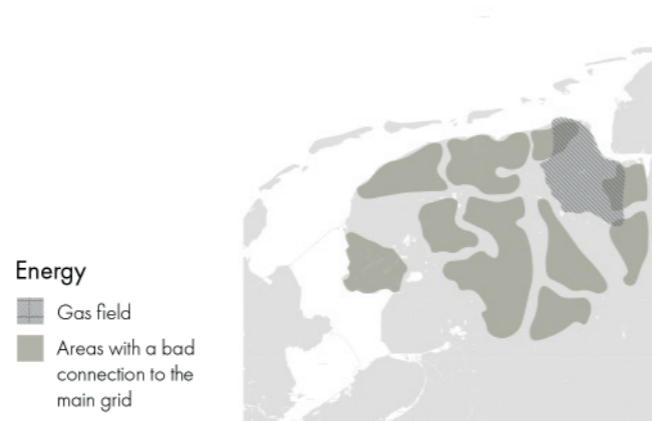 Energy
Gas field
Areas with a bad
connection to the
main grid